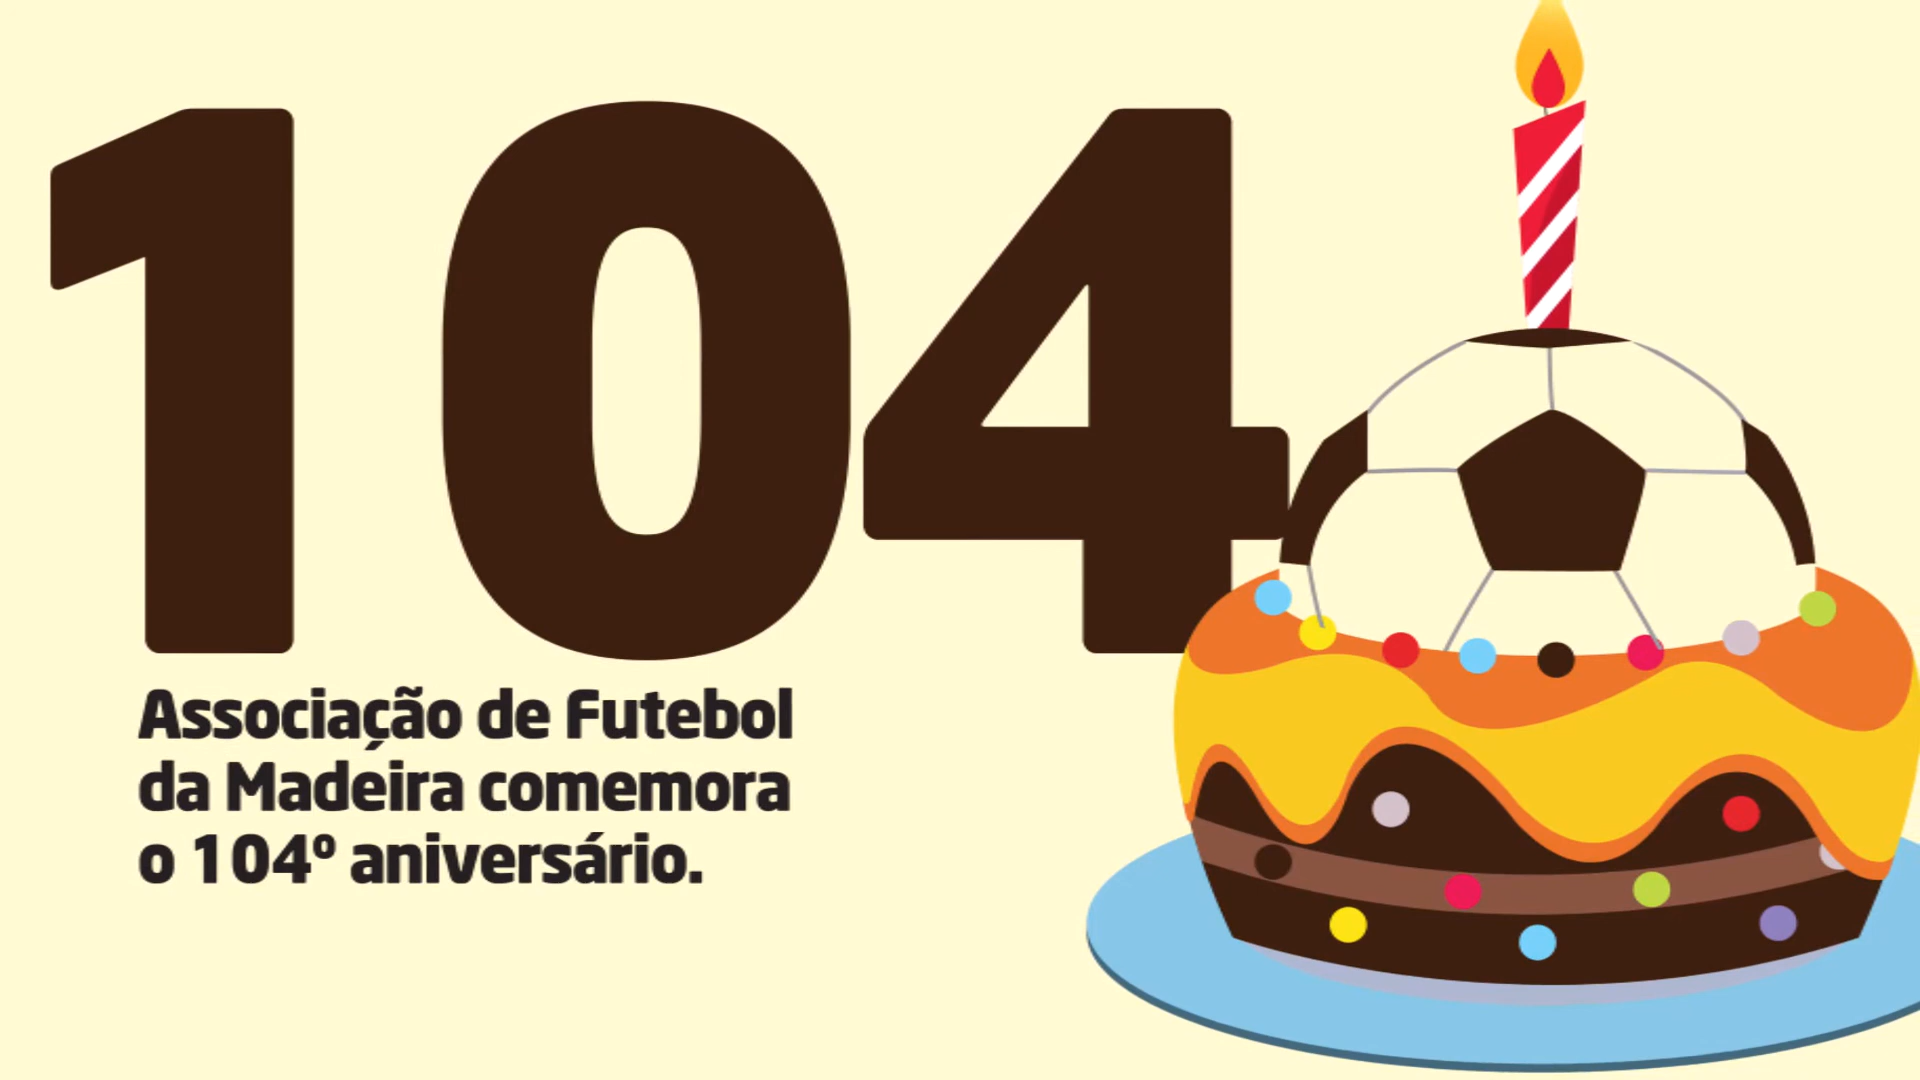 104
Associação de Futebol
da Madeira comemora
o 104º aniversário.